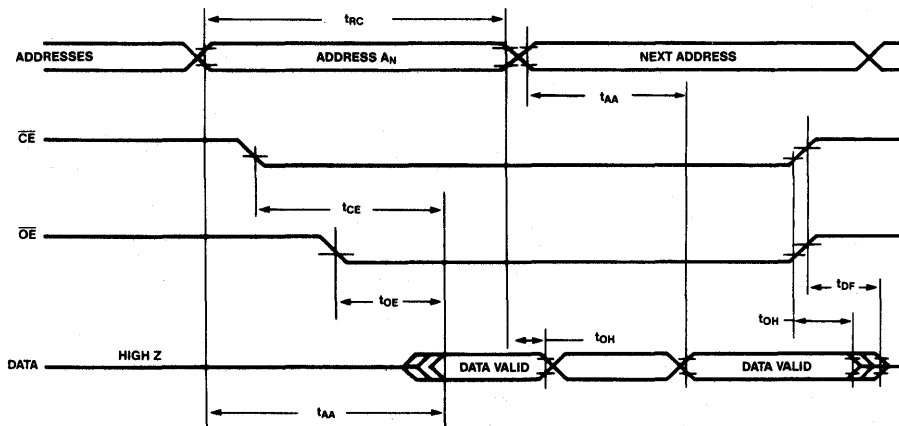 tRC
ADDRESSES ADDRESS AN NEXT ADDRESS
tAA
CE
tCE
OE
tOE tDF
tOH tOH
DATA HIGH Z DATA VALID DATA VALID
tAA